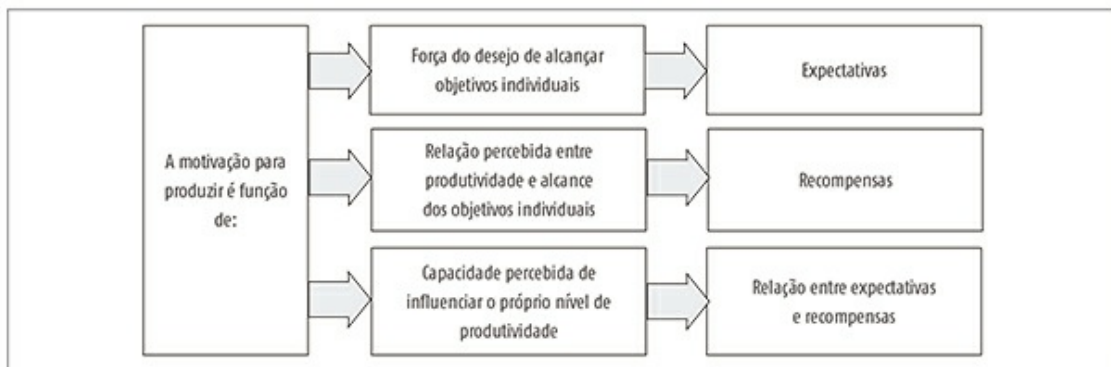 A motivação para
produzir é função
de:
Força do desejo de alcançar
objetivos individuais
Expectativas
Relação percebida entre
produtividade e alcance
dos objetivos individuais
Recompensas
Capacidade percebida de
influenciar o próprio nível de
produtividade
Relação entre expectativas
e recompensas